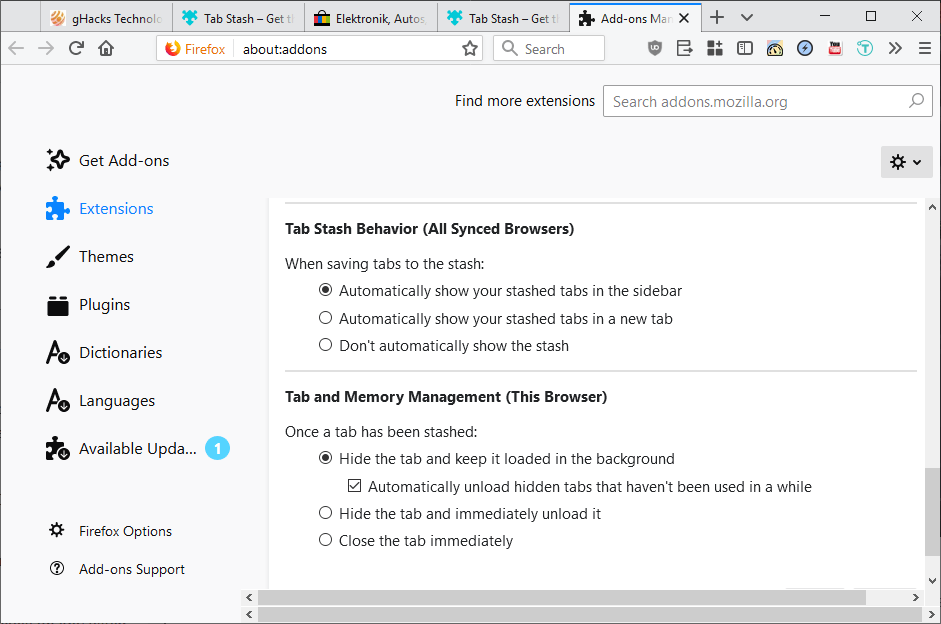 gHacks Technolo
Tab Stash – Get th
Elektronik, Autos,
Tab Stash – Get th
Add-ons Man
Firefox
about:addons
Search
Find more extensions
Search addons.mozilla.org
Get Add-ons
Extensions
Themes
Plugins
Dictionaries
Languages
Available Upda...
1
Firefox Options
Add-ons Support
Tab Stash Behavior (All Synced Browsers)
When saving tabs to the stash:
Automatically show your stashed tabs in the sidebar
Automatically show your stashed tabs in a new tab
Don't automatically show the stash
Tab and Memory Management (This Browser)
Once a tab has been stashed:
Hide the tab and keep it loaded in the background
Automatically unload hidden tabs that haven't been used in a while
Hide the tab and immediately unload it
Close the tab immediately